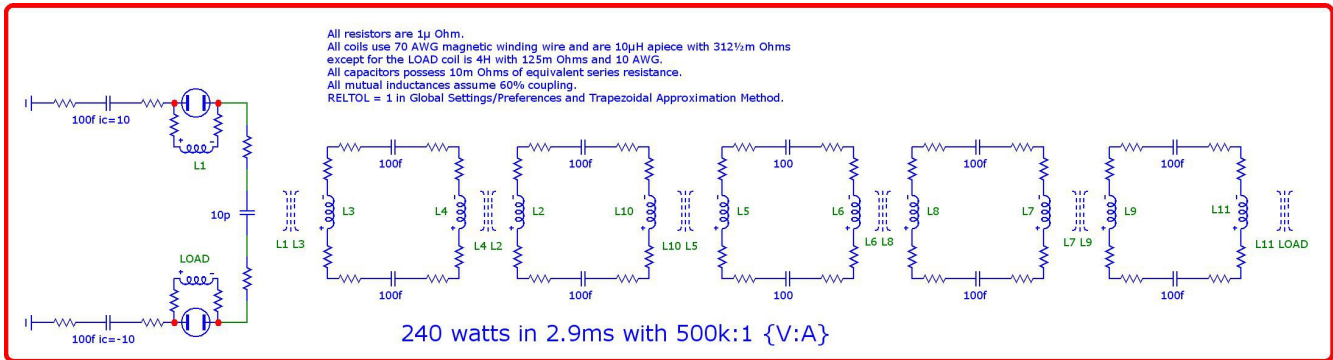 All resistors are 1µ Ohm.
All coils use 70 AWG magnetic winding wire and are 10µH apiece with 312½m Ohms
except for the LOAD coil is 4H with 125m Ohms and 10 AWG.
All capacitors possess 10m Ohms of equivalent series resistance.
All mutual inductances assume 60% coupling.
RELTOL = 1 in Global Settings/Preferences and Trapezoidal Approximation Method.
100f ic=10
+ -
L1
10p
LOAD
+ -
100f ic=-10
L1 L3
100f
L3
L4
100f
L4 L2
100f
L2
L10
100f
L10 L5
100
L5
L6
100
L6 L8
100f
L8
L7
100f
L7 L9
100f
L9
L11
100f
L11 LOAD
240 watts in 2.9ms with 500k:1 {V:A}